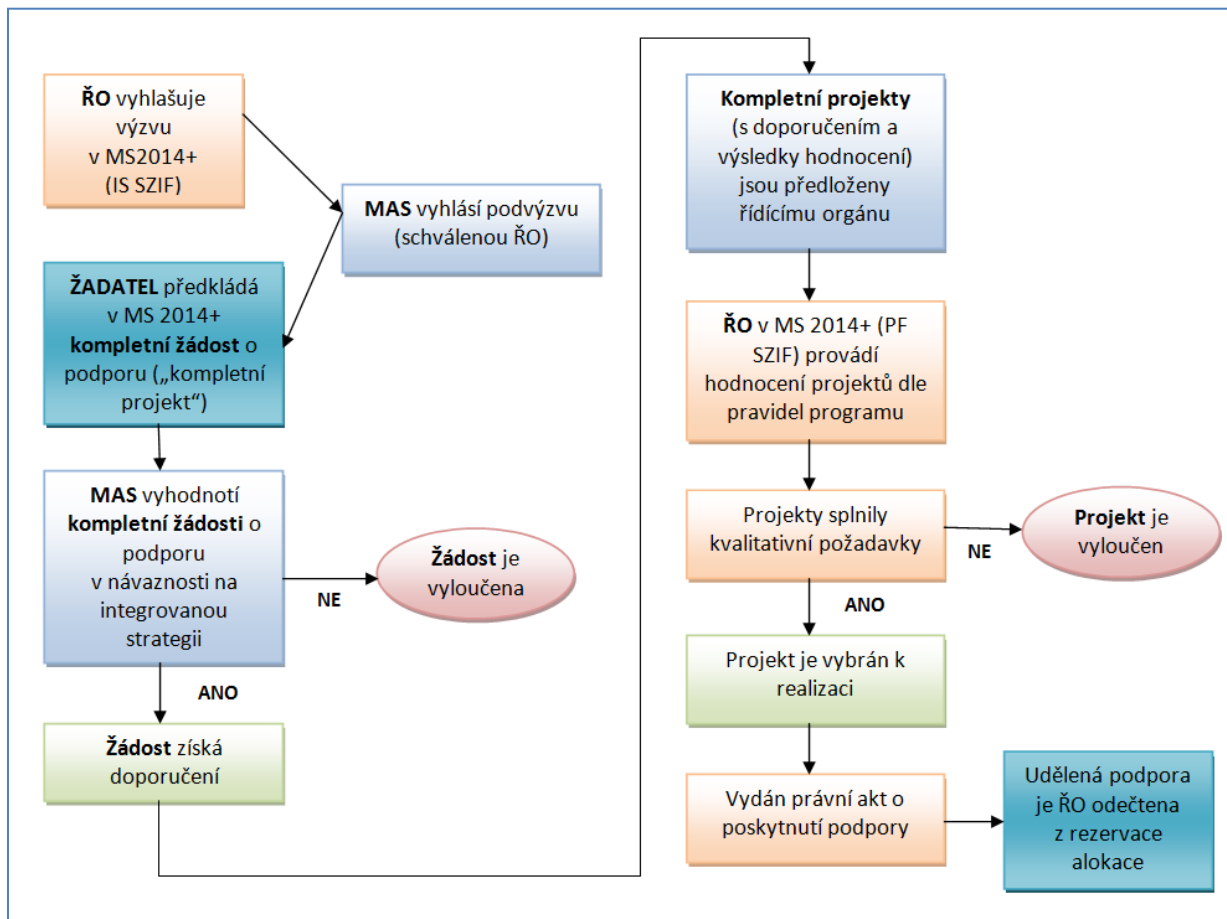 ŘO vyhlašuje
výzvu
v MS2014+
(IS SZIF)
MAS vyhlásí podvýzvu
(schválenou ŘO)
ŽADATEL předkládá
v MS 2014+
kompletní žádost o
podporu („kompletní
projekt“)
MAS vyhodnotí
kompletní žádosti o
podporu
v návaznosti na
integrovanou
strategii
NE
Žádost je
vyloučena
ANO
Žádost získá
doporučení
Kompletní projekty
(s doporučením a
výsledky hodnocení)
jsou předloženy
řídícímu orgánu
ŘO v MS 2014+ (PF
SZIF) provádí
hodnocení projektů dle
pravidel programu
Projekty splnily
kvalitativní požadavky
NE
Projekt je
vyloučen
ANO
Projekt je vybrán k
realizaci
Vydán právní akt o
poskytnutí podpory
Udělená podpora
je ŘO odečtena
z rezervace
alokace